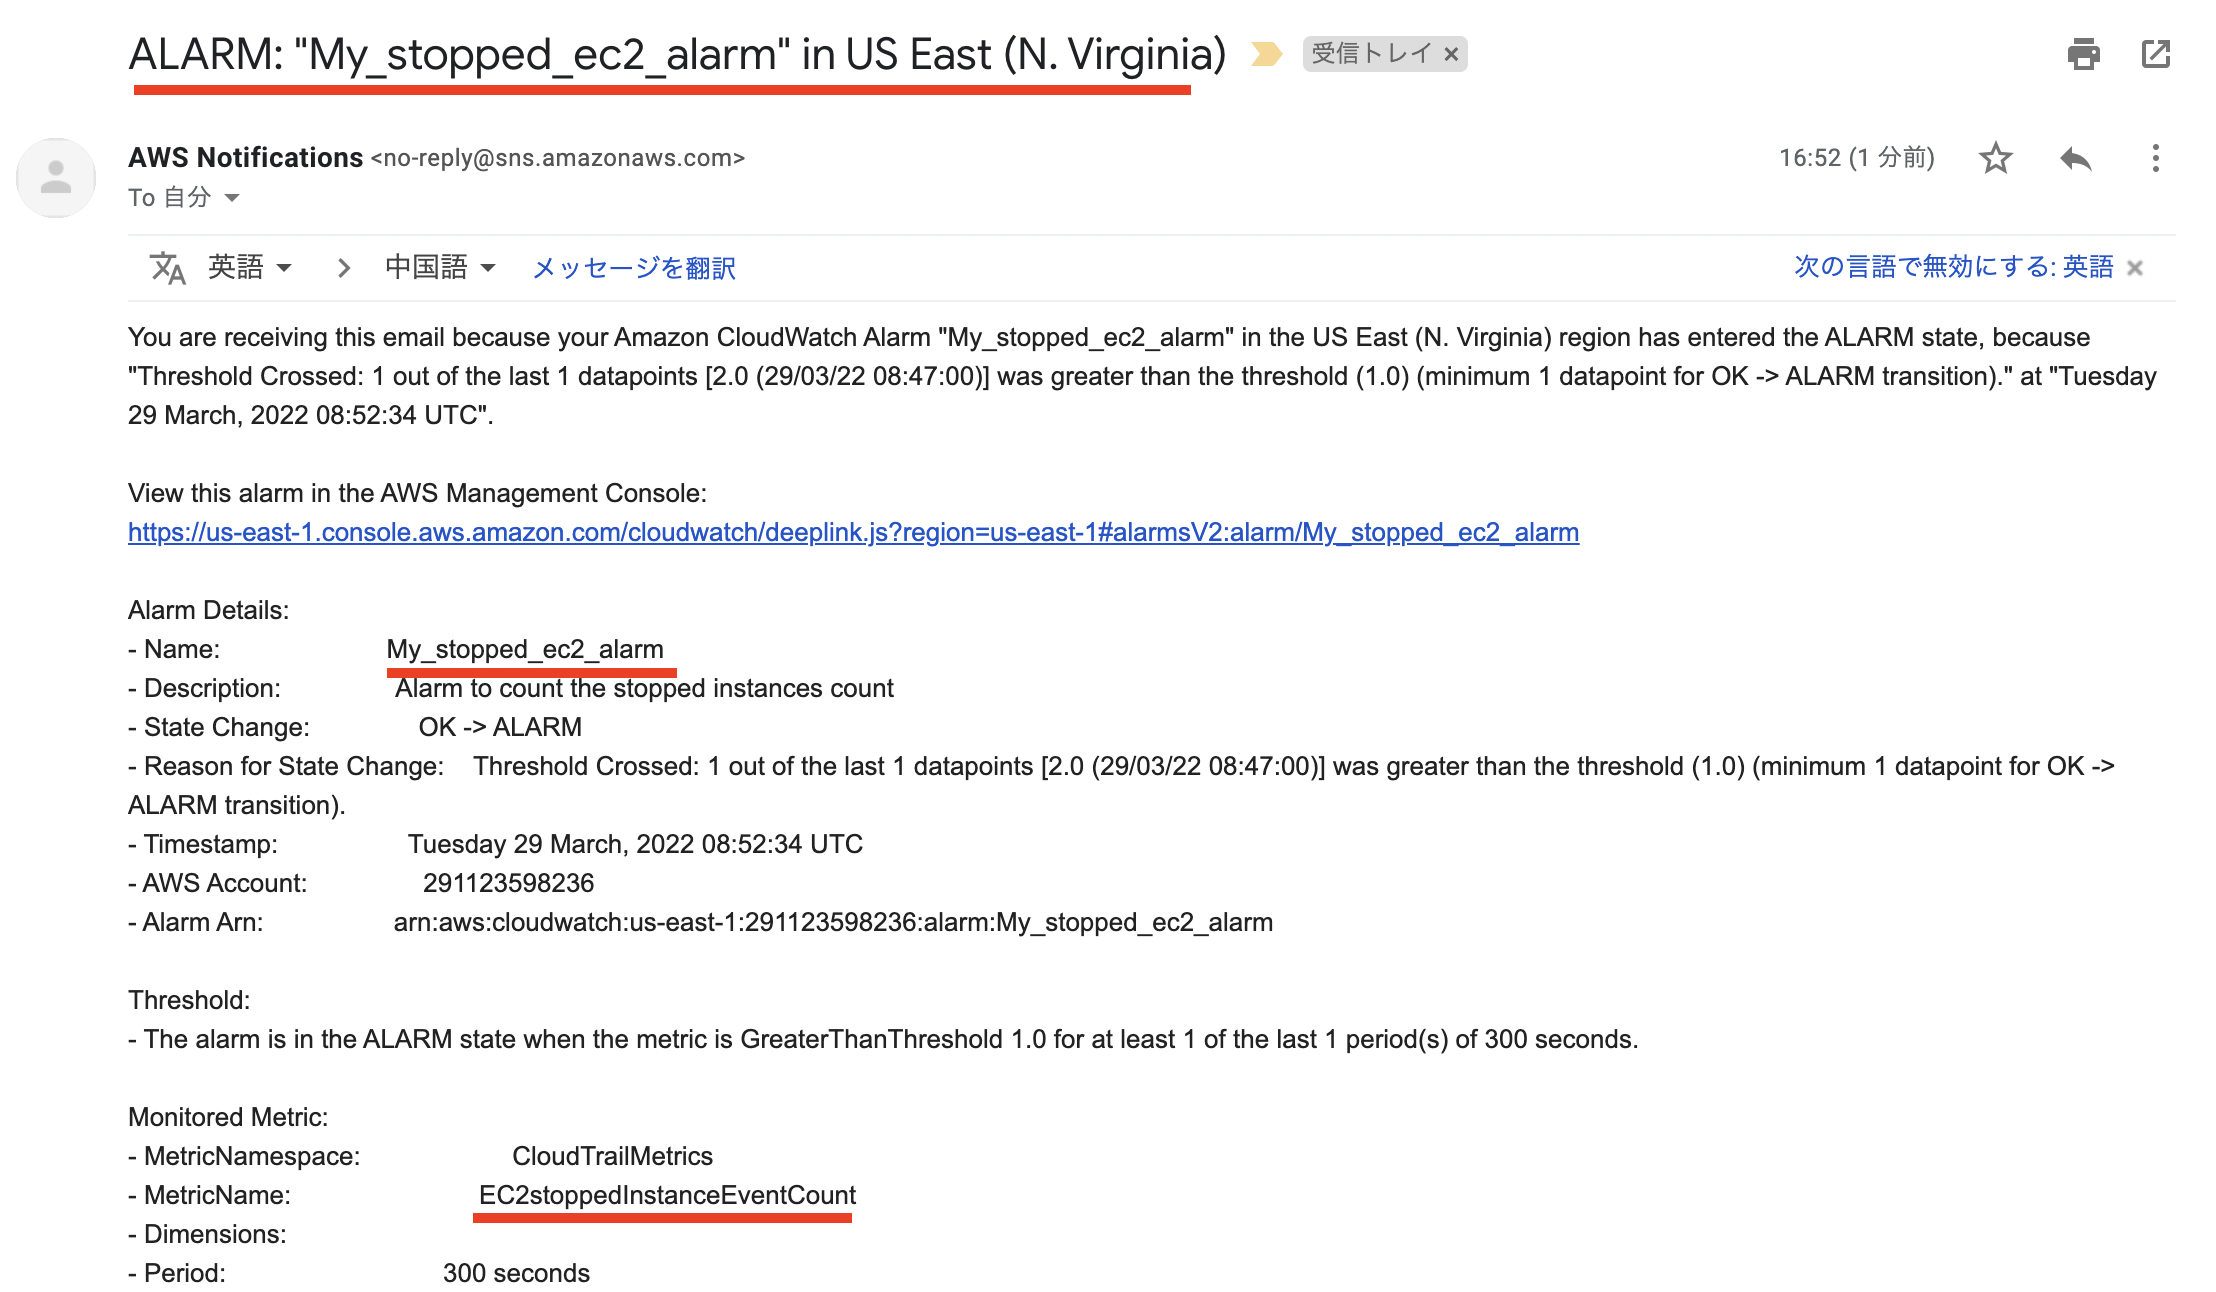 ALARM: "My_stopped_ec2_alarm" in US East (N. Virginia) 受信トレイ ×
AWS Notifications <no-reply@sns.amazonaws.com> 16:52 (1 分前)
To 自分
英語 > 中国語 メッセージを翻訳 次の言語で無効にする: 英語 ×
You are receiving this email because your Amazon CloudWatch Alarm "My_stopped_ec2_alarm" in the US East (N. Virginia) region has entered the ALARM state, because
"Threshold Crossed: 1 out of the last 1 datapoints [2.0 (29/03/22 08:47:00)] was greater than the threshold (1.0) (minimum 1 datapoint for OK -> ALARM transition)." at "Tuesday
29 March, 2022 08:52:34 UTC".
View this alarm in the AWS Management Console:
https://us-east-1.console.aws.amazon.com/cloudwatch/deeplink.js?region=us-east-1#alarmsV2:alarm/My_stopped_ec2_alarm
Alarm Details:
- Name: My_stopped_ec2_alarm
- Description: Alarm to count the stopped instances count
- State Change: OK -> ALARM
- Reason for State Change: Threshold Crossed: 1 out of the last 1 datapoints [2.0 (29/03/22 08:47:00)] was greater than the threshold (1.0) (minimum 1 datapoint for OK ->
ALARM transition).
- Timestamp: Tuesday 29 March, 2022 08:52:34 UTC
- AWS Account: 291123598236
- Alarm Arn: arn:aws:cloudwatch:us-east-1:291123598236:alarm:My_stopped_ec2_alarm
Threshold:
- The alarm is in the ALARM state when the metric is GreaterThanThreshold 1.0 for at least 1 of the last 1 period(s) of 300 seconds.
Monitored Metric:
- MetricNamespace: CloudTrailMetrics
- MetricName: EC2stoppedInstanceEventCount
- Dimensions:
- Period: 300 seconds